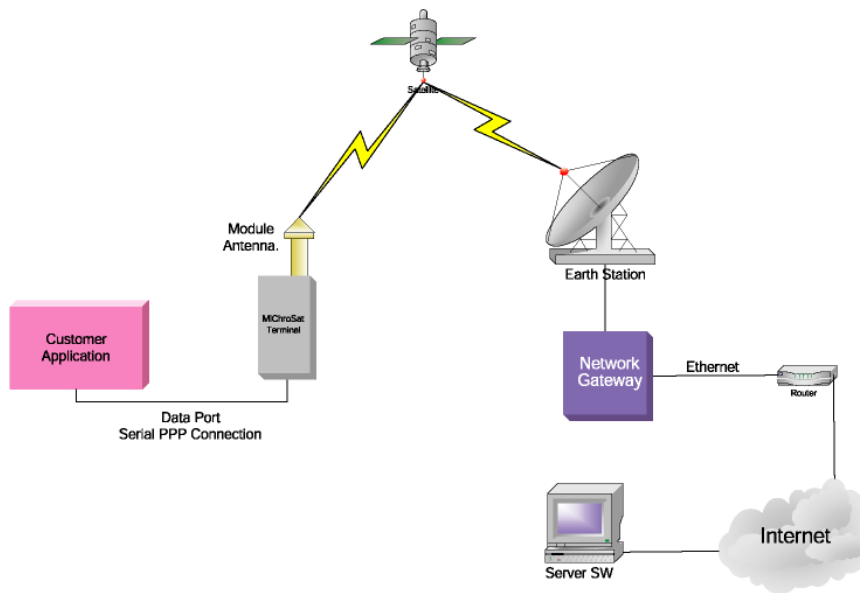 Satellite
Module
Antenna.
Earth Station
MIChroSat
Terminal
Customer
Application
Network
Gateway
Ethernet
Router
Data Port
Serial PPP Connection
Internet
Server SW